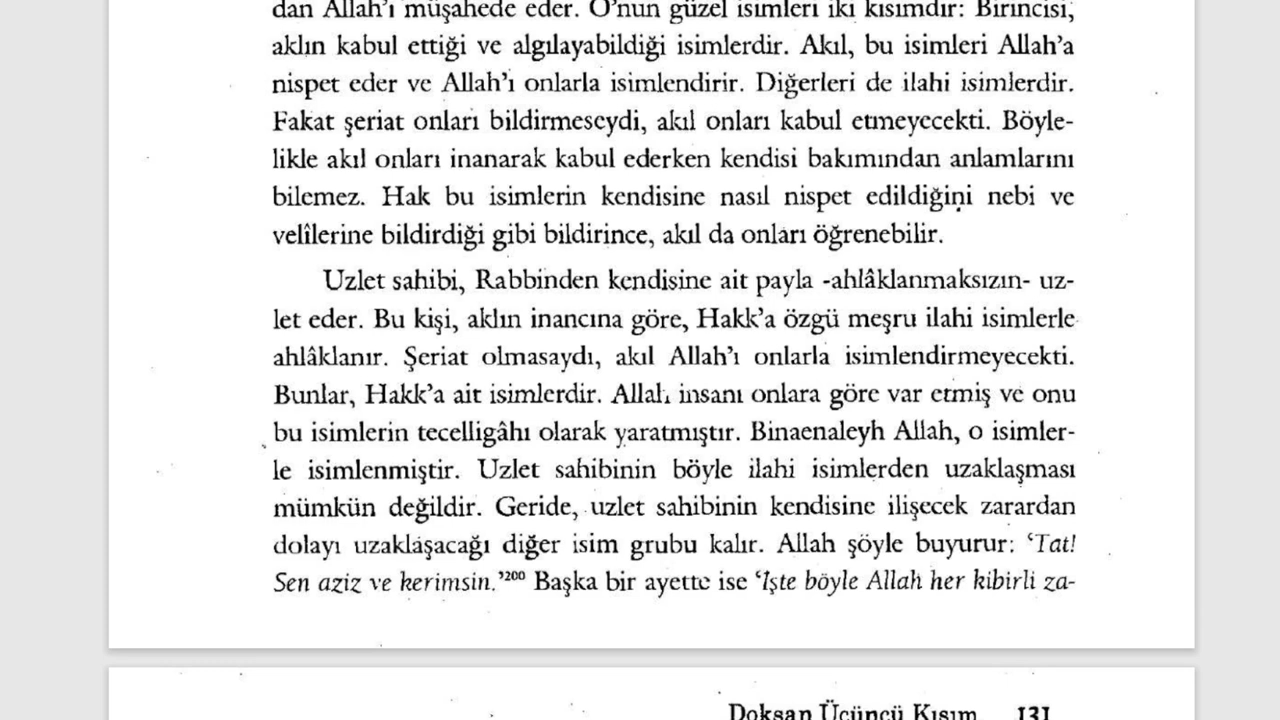 dan Allah’ı müşahede eder. O’nun güzel isimleri iki kısımdır: Birincisi,
aklın kabul ettiği ve algılayabildiği isimlerdir. Akıl, bu isimleri Allah’a
nispet eder ve Allah’ı onlarla isimlendirir. Diğerleri de ilahi isimlerdir.
Fakat şeriat onları bildirmeseydi, akıl onları kabul etmeyecekti. Böyle-
likle akıl onları inanarak kabul ederken kendisi bakımından anlamlarını
bilemez. Hak bu isimlerin kendisine nasıl nispet edildiğini nebi ve
velîlerine bildirdiği gibi bildirince, akıl da onları öğrenebilir.
Uzlet sahibi, Rabbinden kendisine ait payla -ahlâklanmaksızın- uz-
let eder. Bu kişi, aklın inancına göre, Hakk’a özgü meşru ilahi isimlerle
ahlâklanır. Şeriat olmasaydı, akıl Allah’ı onlarla isimlendirmeyecekti.
Bunlar, Hakk’a ait isimlerdir. Allah insanı onlara göre var etmiş ve onu
bu isimlerin tecelligâhı olarak yaratmıştır. Binaenaleyh Allah, o isimler-
le isimlenmiştir. Uzlet sahibinin böyle ilahi isimlerden uzaklaşması
mümkün değildir. Geride, uzlet sahibinin kendisine ilişecek zarardan
dolayı uzaklaşacağı diğer isim grubu kalır. Allah şöyle buyurur: ‘Tat!
Sen aziz ve kerimsin.’200 Başka bir ayette ise ‘İşte böyle Allah her kibirli za-
Doksan Üçüncü Kısım 131